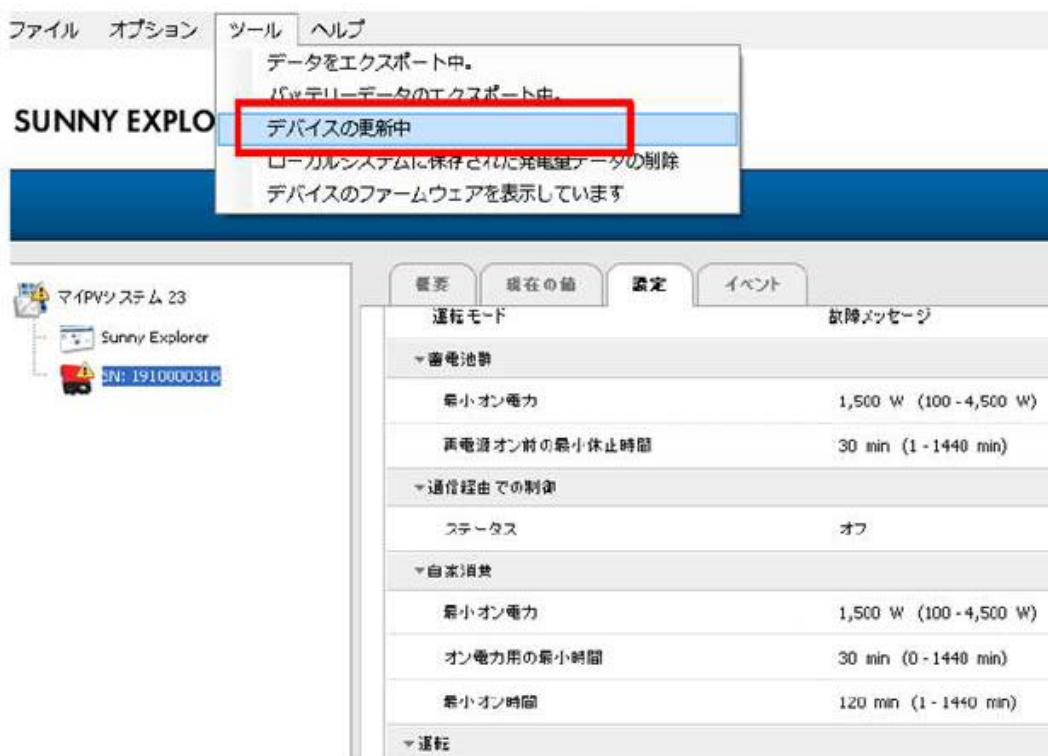 ファイル オプション ツール ヘルプ
データをエクスポート中。
バッテリーデータのエクスポート中。
SUNNY EXPLO
デバイスの更新中
ローカルシステムに保存された発電量データの削除
デバイスのファームウェアを表示しています
概要 現在の値 設定 イベント
マイPVシステム 23
Sunny Explorer
SN: 1910000318
運転モード 故障メッセージ
蓄電池群
最小オン電力 1,500 W (100 - 4,500 W)
再電源オン前の最小休止時間 30 min (1 - 1440 min)
通信経由での制御
ステータス オフ
自家消費
最小オン電力 1,500 W (100 - 4,500 W)
オン電力用の最小時間 30 min (0 - 1440 min)
最小オン時間 120 min (1 - 1440 min)
運転